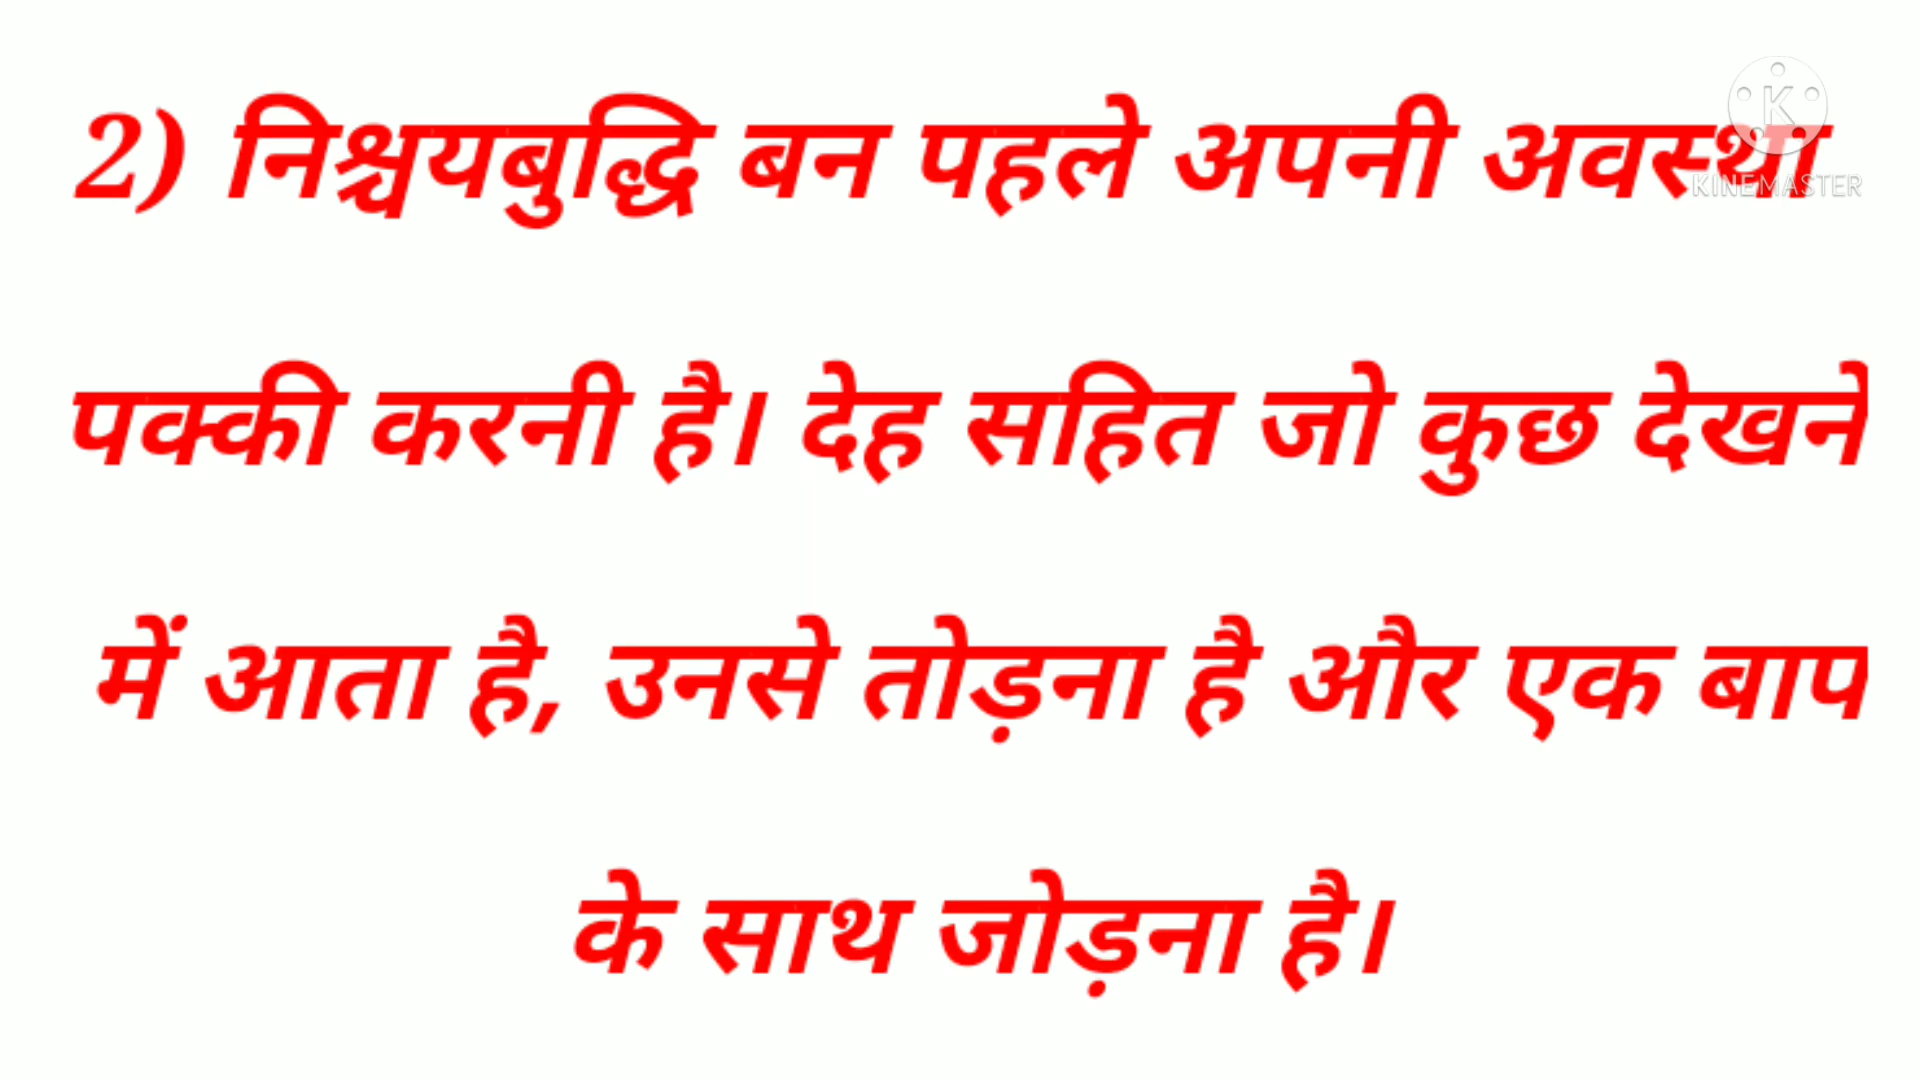 2) निश्चयबुद्धि बन पहले अपनी अवस्था
पक्की करनी है। देह सहित जो कुछ देखने
में आता है, उनसे तोड़ना है और एक बाप
के साथ जोड़ना है।
K
KINEMASTER